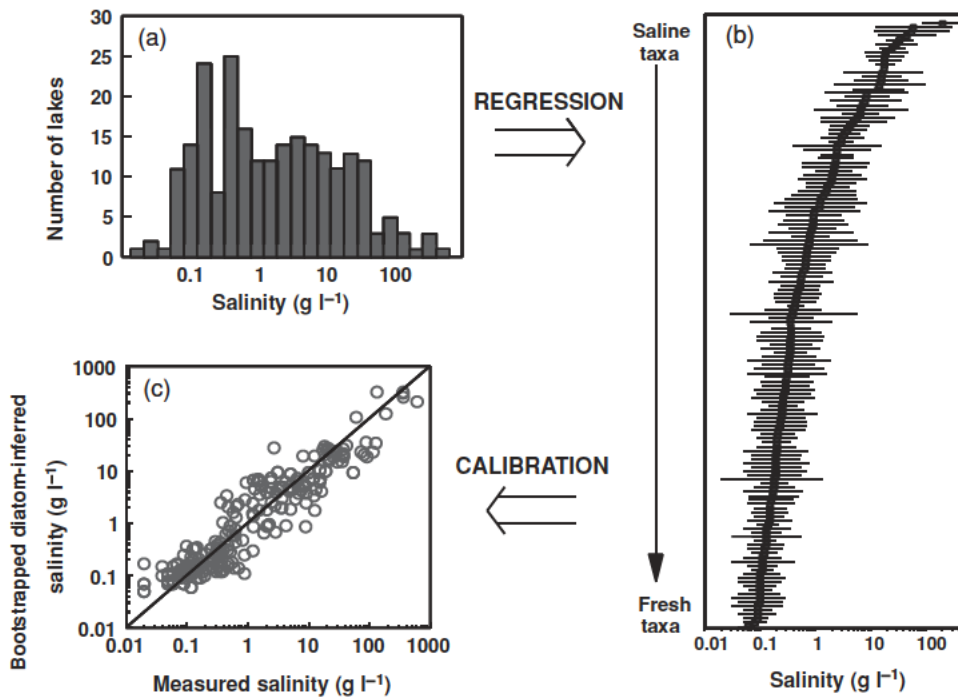 (a)
Number of lakes
30
25
20
15
10
5
0
0.1 1 10 100
Salinity (g l–1)
REGRESSION
Saline
taxa
Fresh
taxa
(b)
0.01 0.1 1 10 100
Salinity (g l–1)
CALIBRATION
(c)
Bootstrapped diatom-inferred
salinity (g l–1)
1000
100
10
1
0.1
0.01
0.01 0.1 1 10 100 1000
Measured salinity (g l–1)